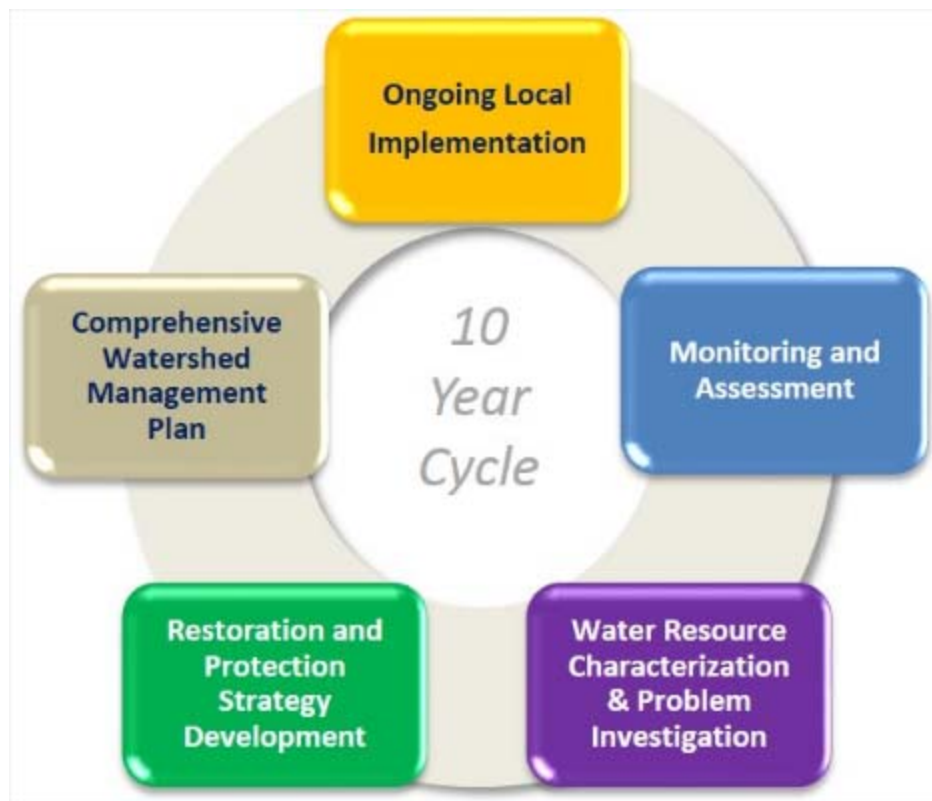 Ongoing Local
Implementation
Monitoring and
Assessment
Water Resource
Characterization
& Problem
Investigation
Restoration and
Protection
Strategy
Development
Comprehensive
Watershed
Management
Plan
10
Year
Cycle